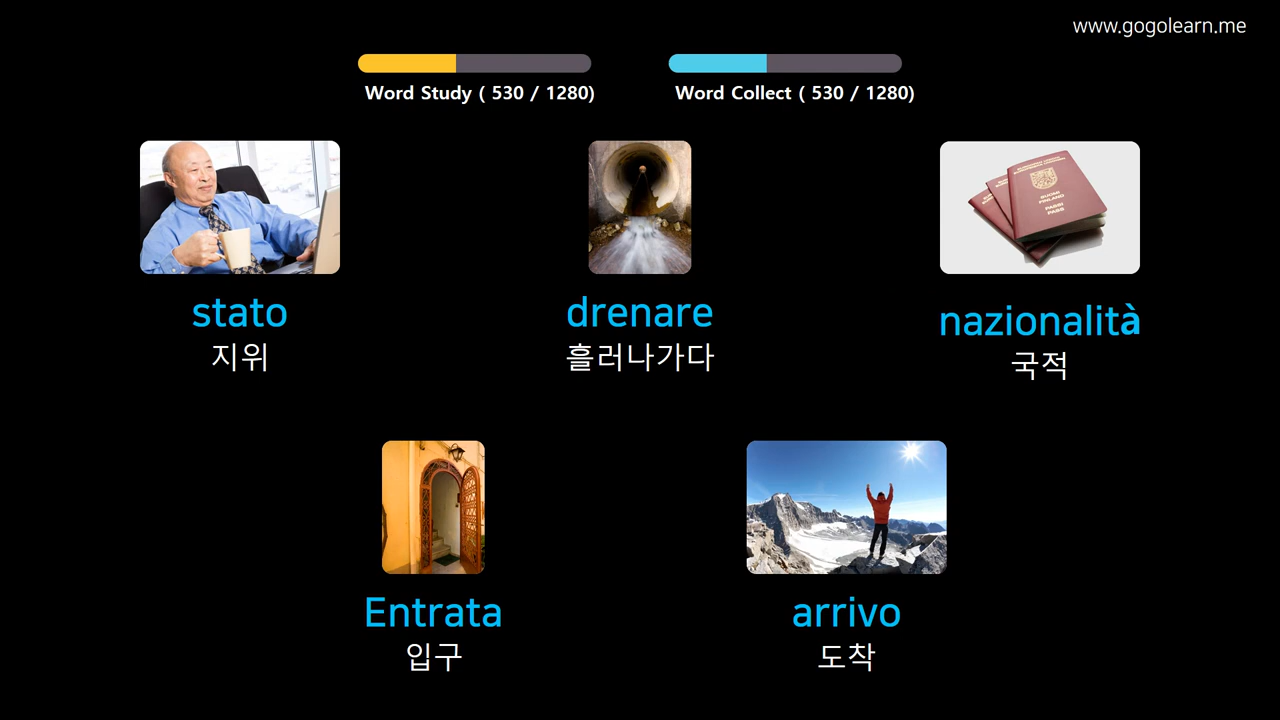 www.gogolearn.me
Word Study ( 530 / 1280)
Word Collect ( 530 / 1280)
stato
지위
drenare
흘러나가다
nazionalità
국적
Entrata
입구
arrivo
도착